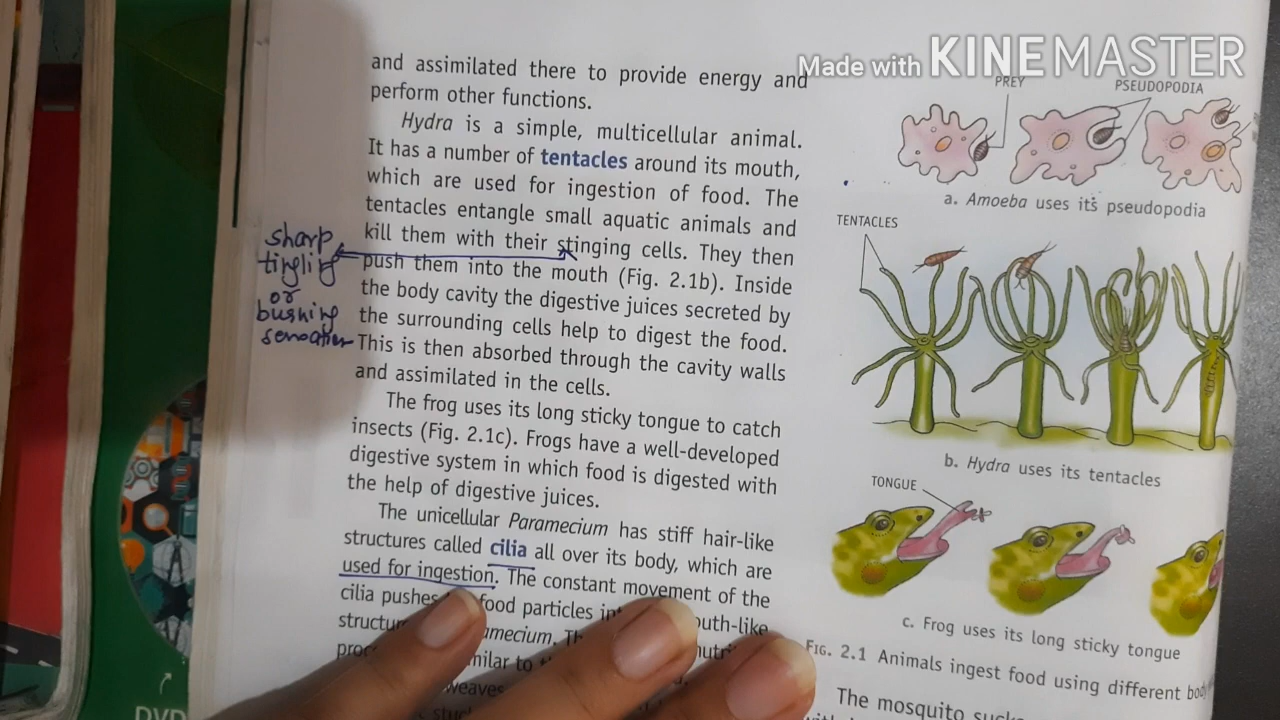 Made with KINEMASTER
and assimilated there to provide energy and
perform other functions.
Hydra is a simple, multicellular animal.
It has a number of tentacles around its mouth,
which are used for ingestion of food. The
tentacles entangle small aquatic animals and
kill them with their stinging cells. They then
push them into the mouth (Fig. 2.1b). Inside
the body cavity the digestive juices secreted by
the surrounding cells help to digest the food.
This is then absorbed through the cavity walls
and assimilated in the cells.
The frog uses its long sticky tongue to catch
insects (Fig. 2.1c). Frogs have a well-developed
digestive system in which food is digested with
the help of digestive juices.
The unicellular Paramecium has stiff hair-like
structures called cilia all over its body, which are
used for ingestion. The constant movement of the
cilia pushes food particles
sharp
tingling
or
sensation
PREY
PSEUDOPODIA
a. Amoeba uses its pseudopodia
TENTACLES
b. Hydra uses its tentacles
TONGUE
c. Frog uses its long sticky tongue
FIG. 2.1 Animals ingest food using different
The mosquito sucks
DVD